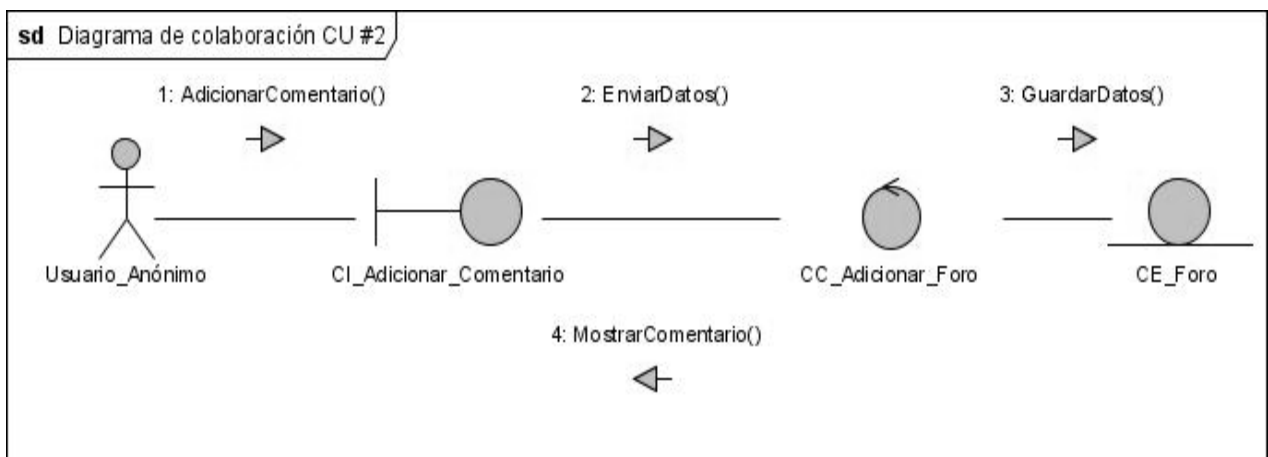 sd Diagrama de colaboración CU #2
1: AdicionarComentario()
2: EnviarDatos()
3: GuardarDatos()
Usuario_Anónimo
CI_Adicionar_Comentario
CC_Adicionar_Foro
CE_Foro
4: MostrarComentario()